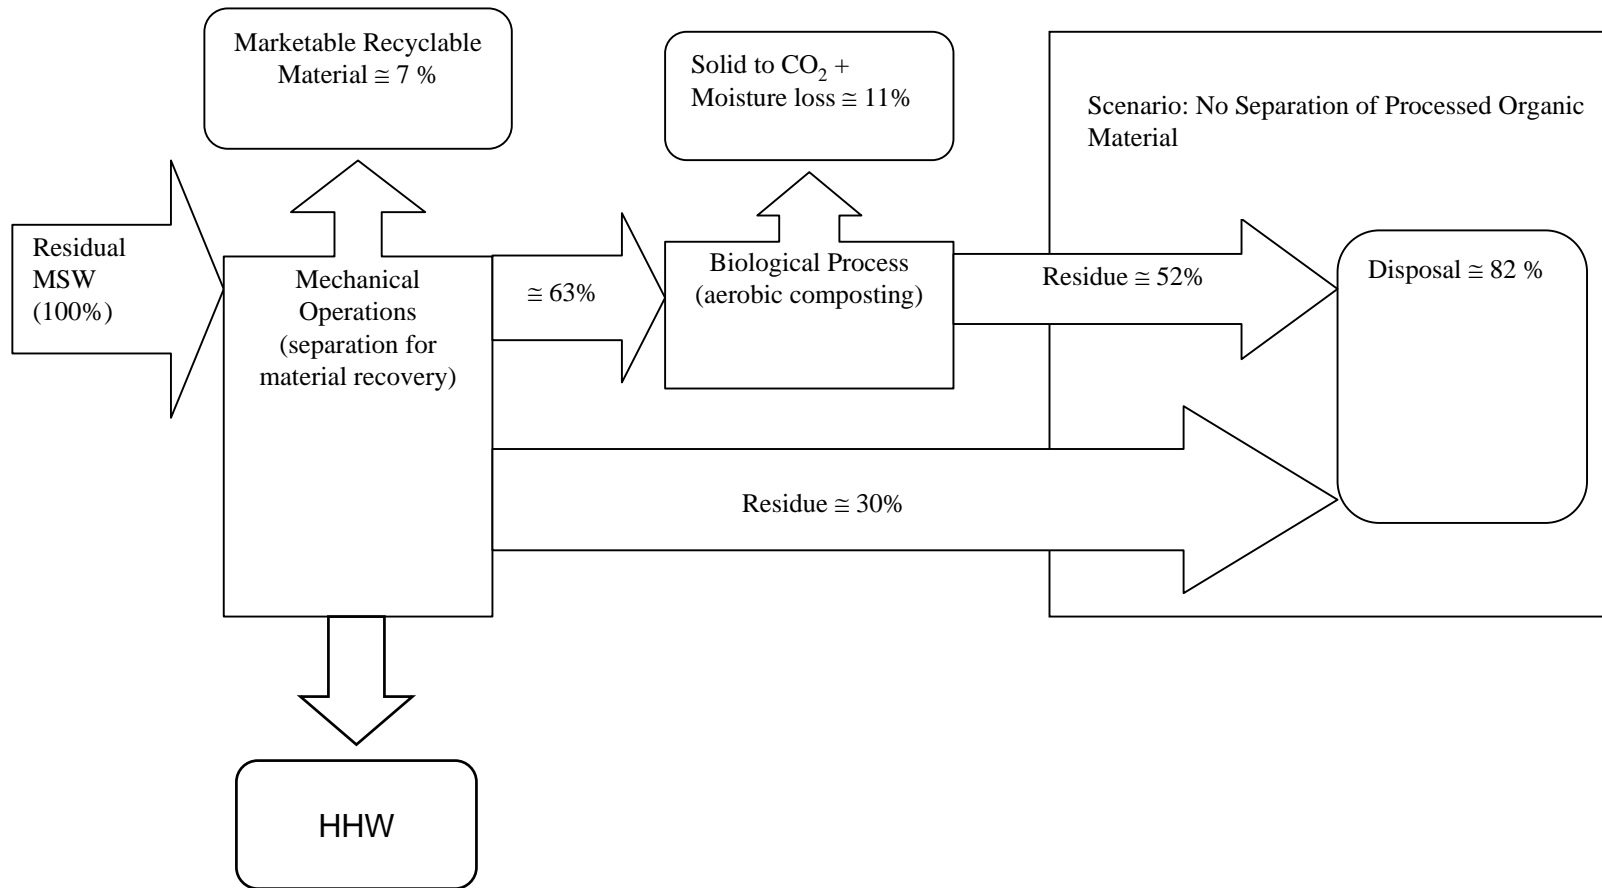 Marketable Recyclable
Material ≅ 7 %
Solid to CO₂ +
Moisture loss ≅ 11%
Scenario: No Separation of Processed Organic
Material
Residual
MSW
(100%)
Mechanical
Operations
(separation for
material recovery)
≅ 63%
Biological Process
(aerobic composting)
Residue ≅ 52%
Disposal ≅ 82 %
Residue ≅ 30%
HHW